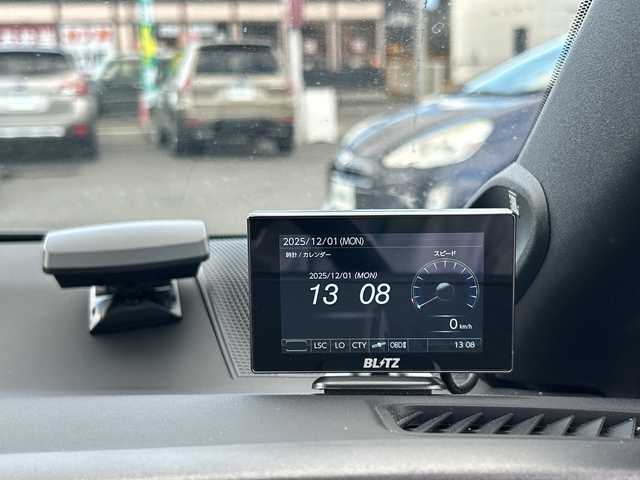 2025/12/01 (MON)
時計 / カレンダー
スピード
2025/12/01 (MON)
13 08
0 km/h
LSC LO CTY OBDⅡ 13 08
BLITZ